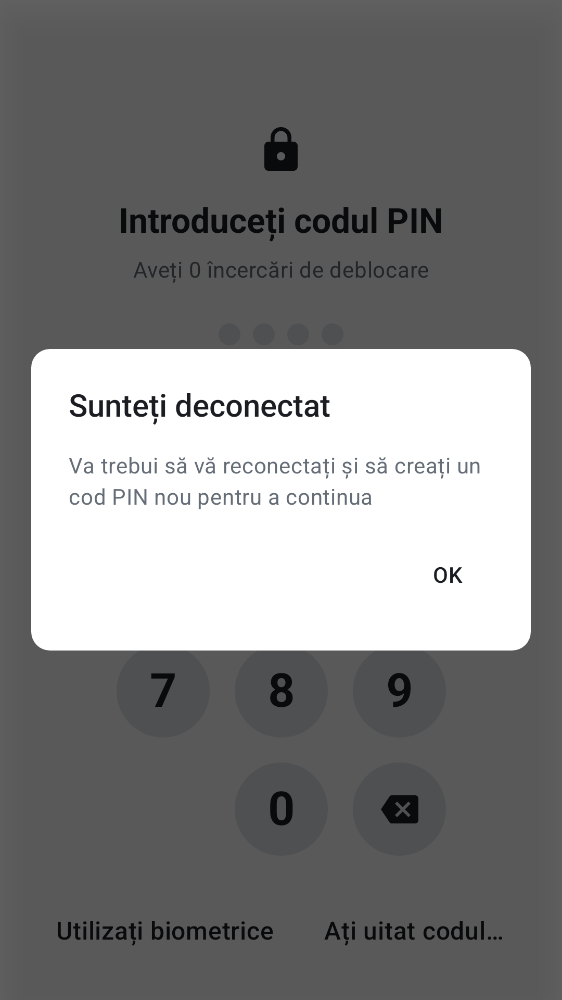 Introduceți codul PIN
Aveți 0 încercări de deblocare
Sunteți deconectat
Va trebui să vă reconectați și să creați un
cod PIN nou pentru a continua
OK
7 8 9
0
Utilizați biometrice Ați uitat codul…